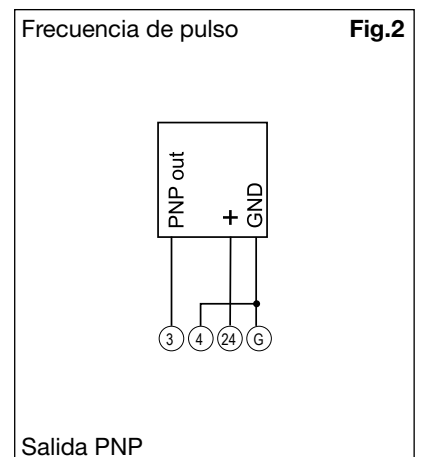 Frecuencia de pulso Fig.2
PNP out
+
GND
3 4 24 G
Salida PNP